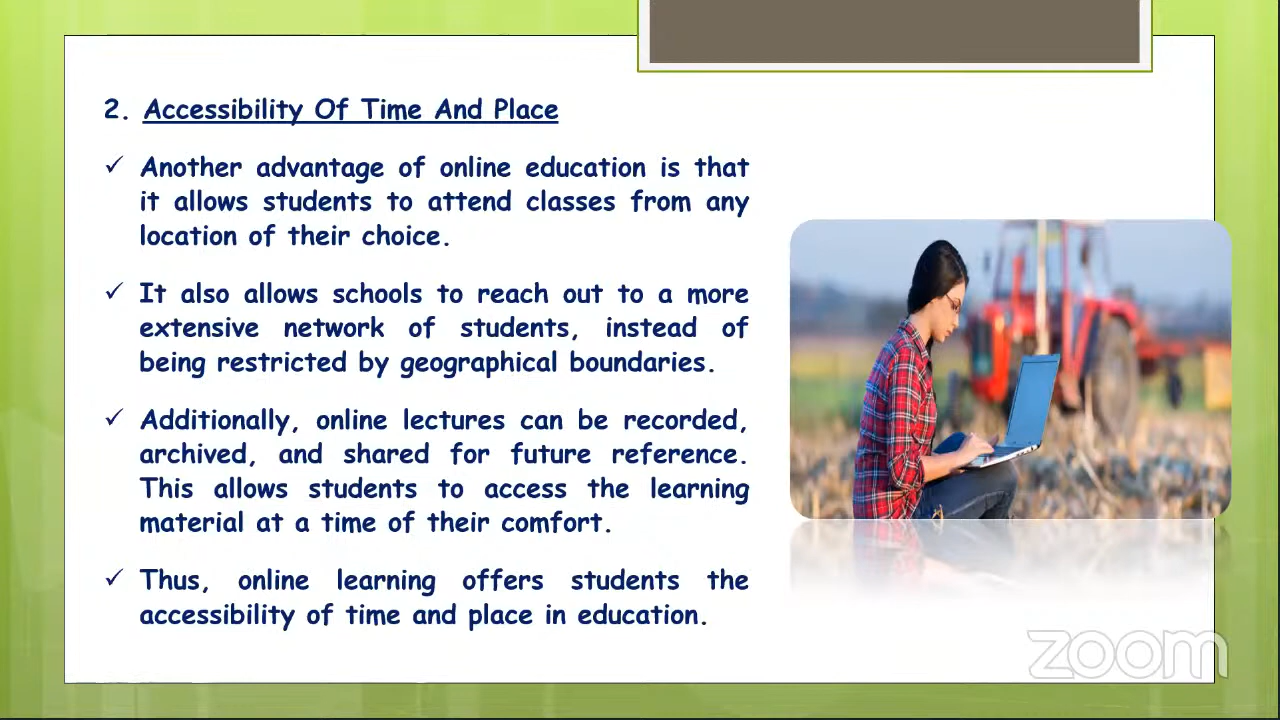 2. Accessibility Of Time And Place
✓ Another advantage of online education is that
it allows students to attend classes from any
location of their choice.
✓ It also allows schools to reach out to a more
extensive network of students, instead of
being restricted by geographical boundaries.
✓ Additionally, online lectures can be recorded,
archived, and shared for future reference.
This allows students to access the learning
material at a time of their comfort.
✓ Thus, online learning offers students the
accessibility of time and place in education.
zoom